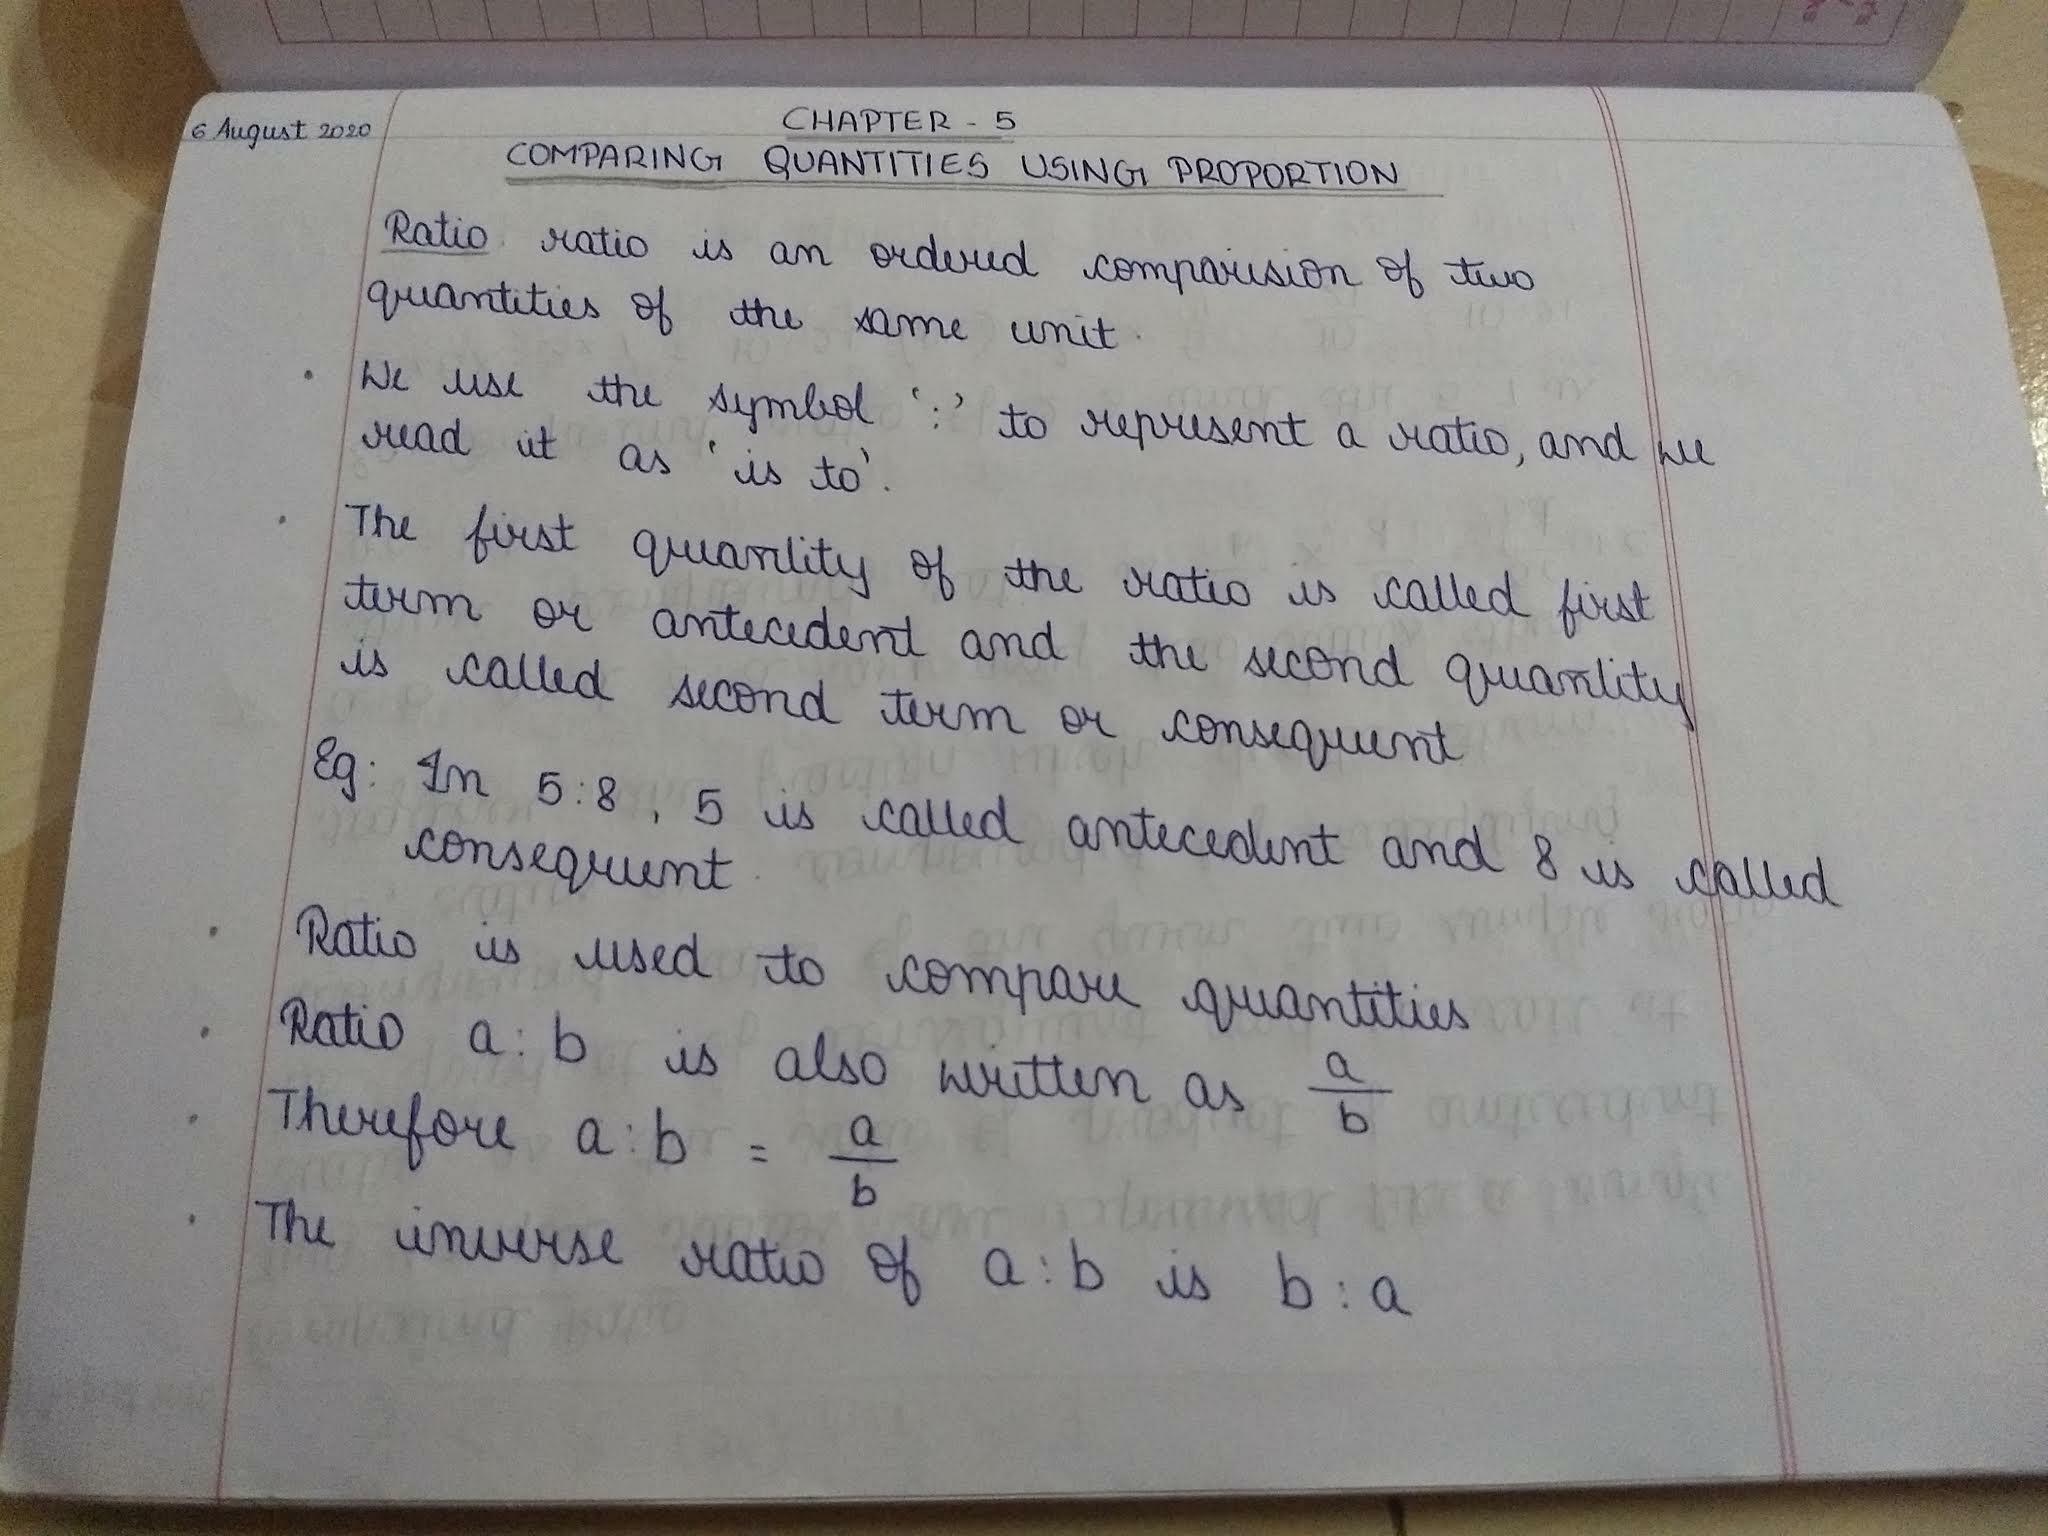 6 August 2020
CHAPTER - 5
COMPARING QUANTITIES USING PROPORTION
Ratio ratio is an ordered comparision of two
quantities of the same unit.
• We use the symbol ':' to represent a ratio, and we
read it as 'is to'.
• The first quantity of the ratio is called first
term or antecedent and the second quantity
is called second term or consequent
Eg: In 5:8, 5 is called antecedent and 8 is called
consequent.
• Ratio is used to compare quantities
• Ratio a:b is also written as a/b
• Therefore a:b = a/b
• The inverse ratio of a:b is b:a